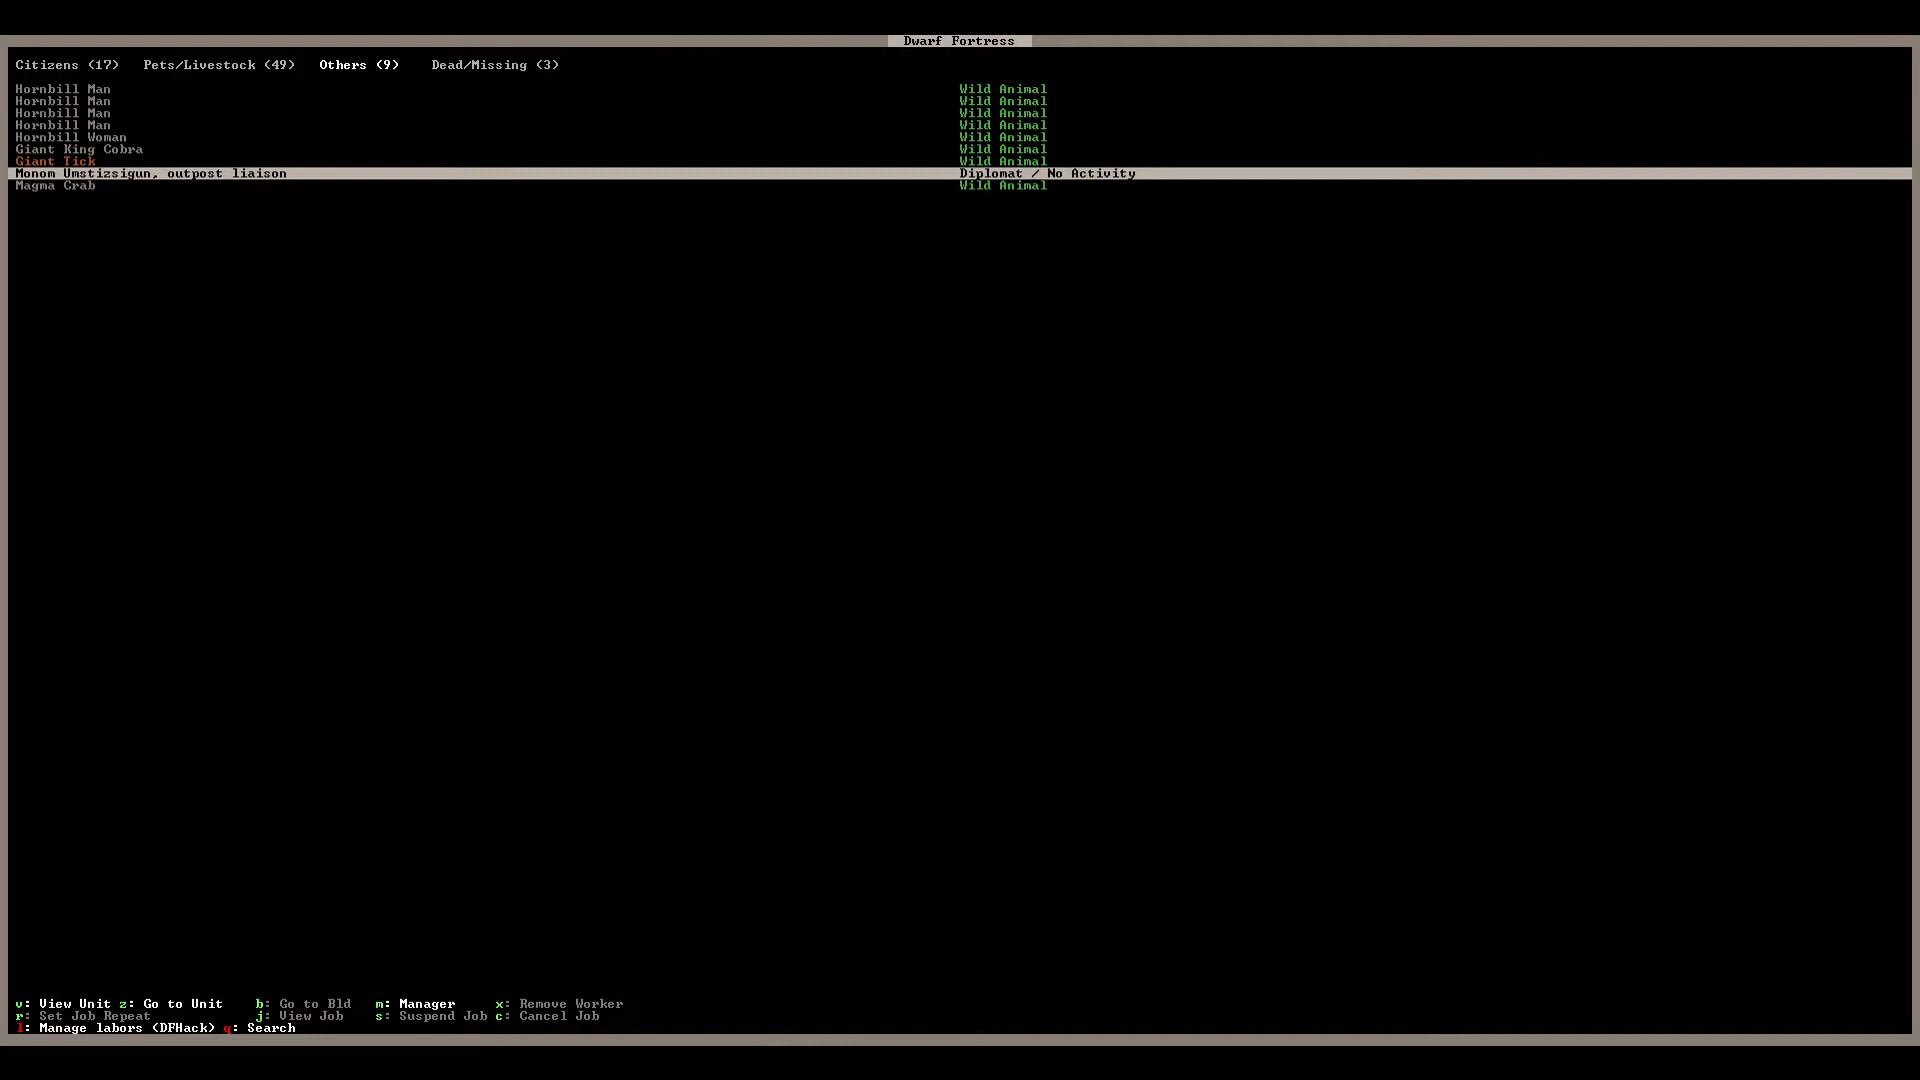 Dwarf Fortress
Citizens (17) Pets/Livestock (49) Others (9) Dead/Missing (3)
Hornbill Man Wild Animal
Hornbill Man Wild Animal
Hornbill Man Wild Animal
Hornbill Man Wild Animal
Hornbill Woman Wild Animal
Giant King Cobra Wild Animal
Giant Tick Wild Animal
Monom Umstizsigun, outpost liaison Diplomat / No Activity
Magma Crab Wild Animal
v: View Unit z: Go to Unit b: Go to Bld m: Manager x: Remove Worker
r: Set Job Repeat j: View Job s: Suspend Job c: Cancel Job
l: Manage labors (DFHack) q: Search